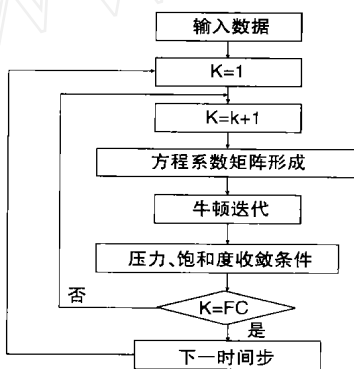 输入数据
K=1
K=k+1
方程系数矩阵形成
牛顿迭代
压力、饱和度收敛条件
否
K=FC
是
下一时间步